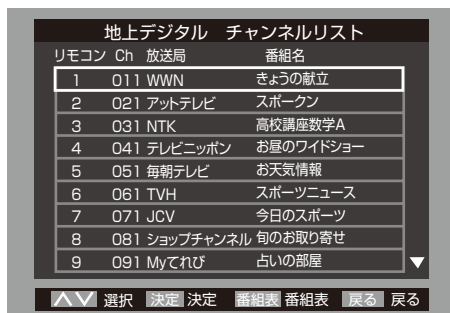 地上デジタル チャンネルリスト
リモコン Ch 放送局 番組名
1 011 WWN きょうの献立
2 021 アットテレビ スポークン
3 031 NTK 高校講座数学A
4 041 テレビニッポン お昼のワイドショー
5 051 毎朝テレビ お天気情報
6 061 TVH スポーツニュース
7 071 JCV 今日のスポーツ
8 081 ショップチャンネル 旬のお取り寄せ
9 091 Myてれび 占いの部屋
選択 決定 決定 番組表 番組表 戻る 戻る